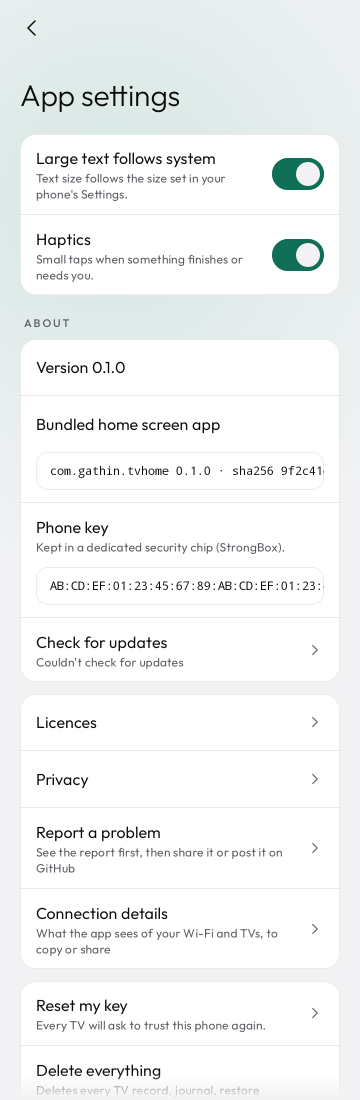 App settings
Large text follows system
Text size follows the size set in your
phone's Settings.
Haptics
Small taps when something finishes or
needs you.
ABOUT
Version 0.1.0
Bundled home screen app
com.gathin.tvhome 0.1.0 · sha256 9f2c41
Phone key
Kept in a dedicated security chip (StrongBox).
AB:CD:EF:01:23:45:67:89:AB:CD:EF:01:23:
Check for updates
Couldn't check for updates
Licences
Privacy
Report a problem
See the report first, then share it or post it on
GitHub
Connection details
What the app sees of your Wi-Fi and TVs, to
copy or share
Reset my key
Every TV will ask to trust this phone again.
Delete everything
Deletes every TV record, journal, restore